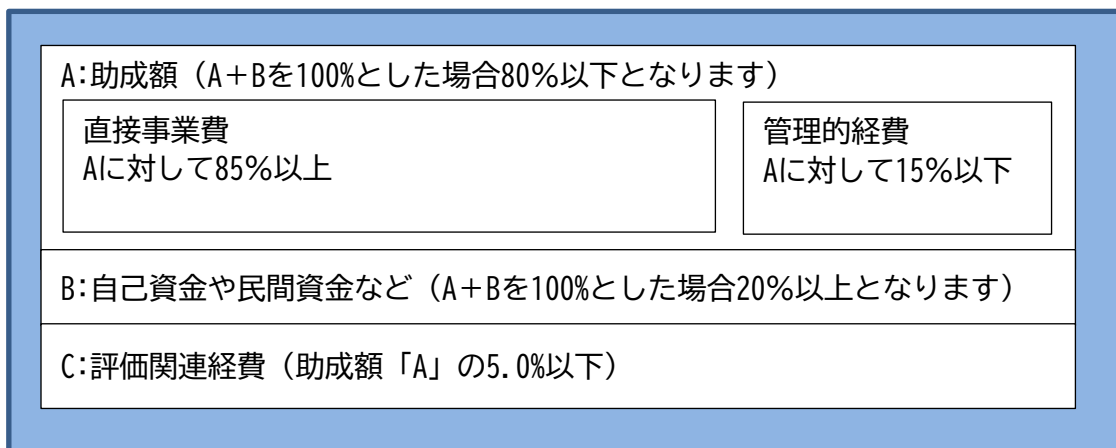 A:助成額（A＋Bを100%とした場合80％以下となります）
直接事業費
Aに対して85％以上
管理的経費
Aに対して15％以下
B:自己資金や民間資金など（A＋Bを100%とした場合20％以上となります）
C:評価関連経費（助成額「A」の5.0%以下）